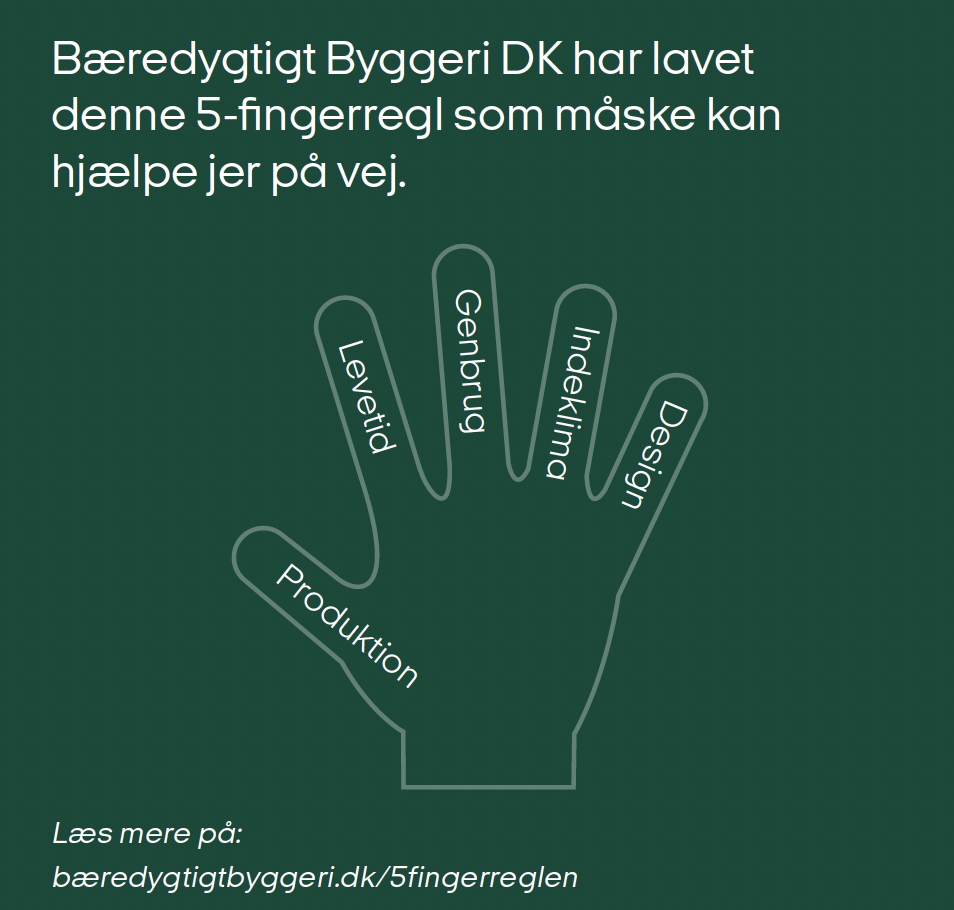 Bæredygtigt Byggeri DK har lavet
denne 5-fingerregl som måske kan
hjælpe jer på vej.
Produktion
Levetid
Genbrug
Indeklima
Design
Læs mere på:
bæredygtigtbyggeri.dk/5fingerreglen